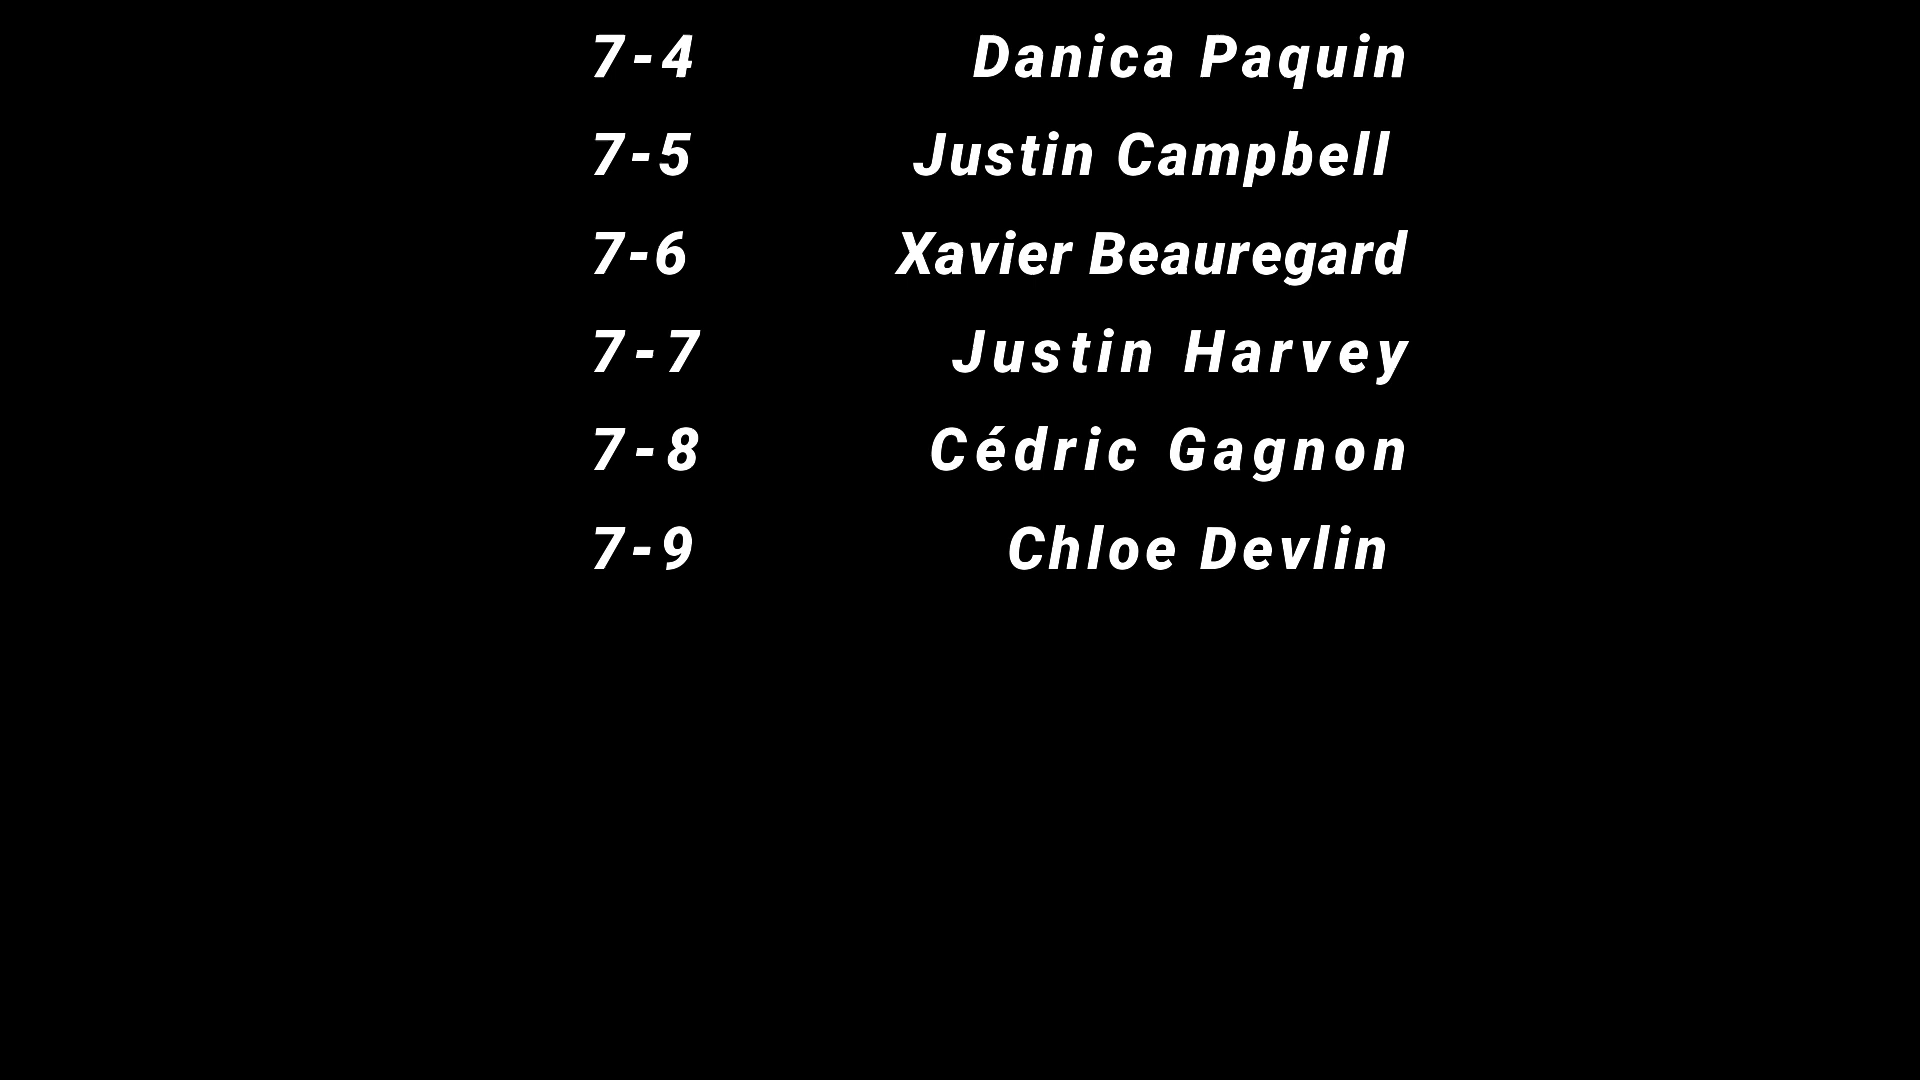 7-4 Danica Paquin
7-5 Justin Campbell
7-6 Xavier Beauregard
7-7 Justin Harvey
7-8 Cédric Gagnon
7-9 Chloe Devlin